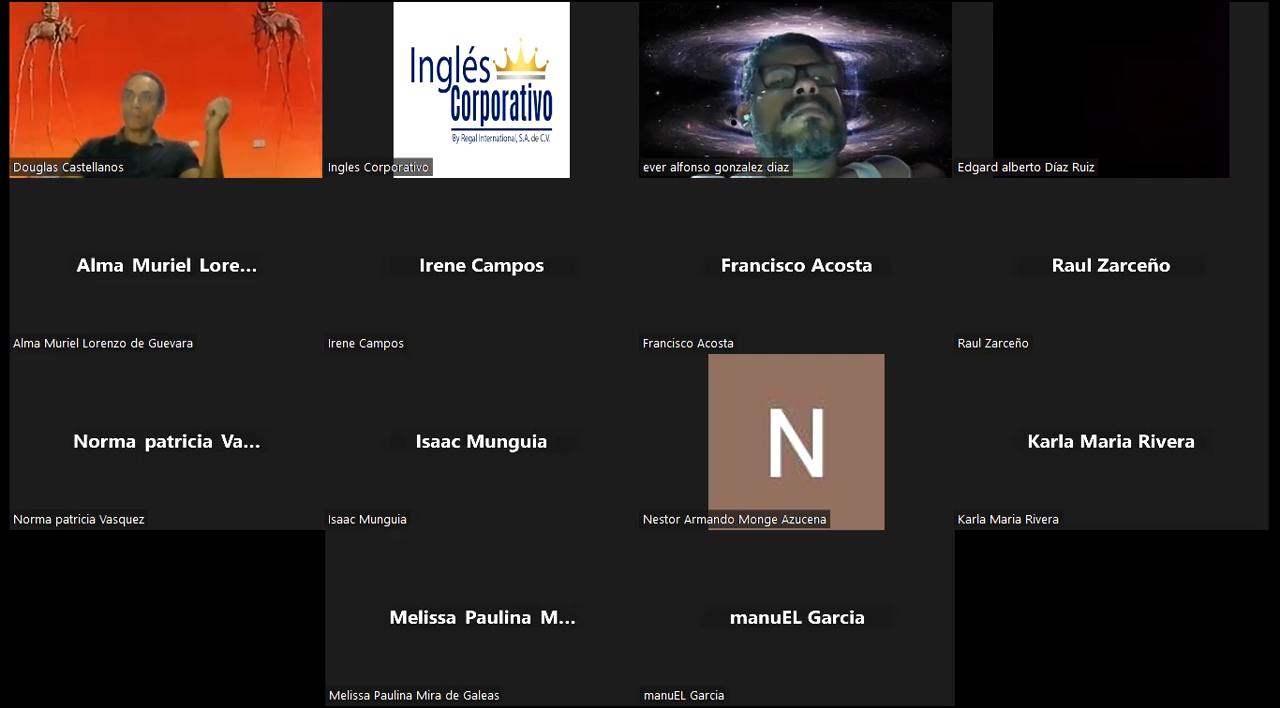 Inglés
Corporativo
By Regal International, S.A. de C.V.
Douglas Castellanos
Ingles Corporativo
ever alfonso gonzalez diaz
Edgard alberto Díaz Ruiz
Alma Muriel Lore...
Irene Campos
Francisco Acosta
Raul Zarceño
Alma Muriel Lorenzo de Guevara
Irene Campos
Francisco Acosta
Raul Zarceño
Norma patricia Va...
Isaac Munguia
N
Karla Maria Rivera
Norma patricia Vasquez
Isaac Munguia
Nestor Armando Monge Azucena
Karla Maria Rivera
Melissa Paulina M...
manuEL Garcia
Melissa Paulina Mira de Galeas
manuEL Garcia